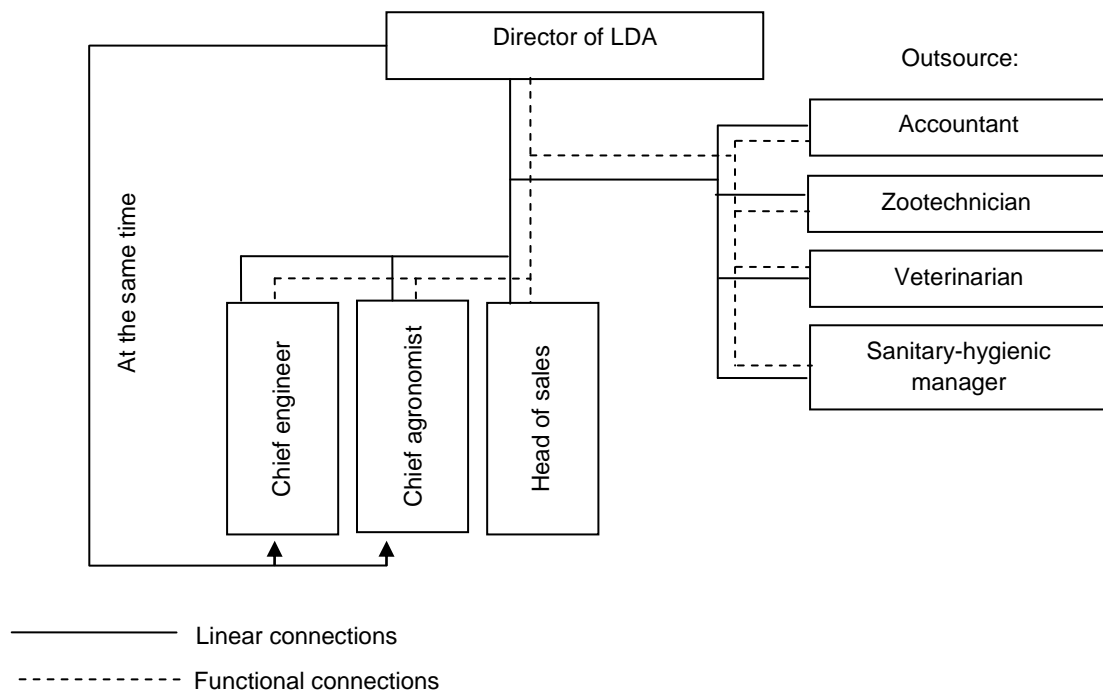 Director of LDA
Outsource:
Accountant
Zootechnician
Veterinarian
Sanitary-hygienic
manager
At the same time
Chief engineer
Chief agronomist
Head of sales
Linear connections
Functional connections